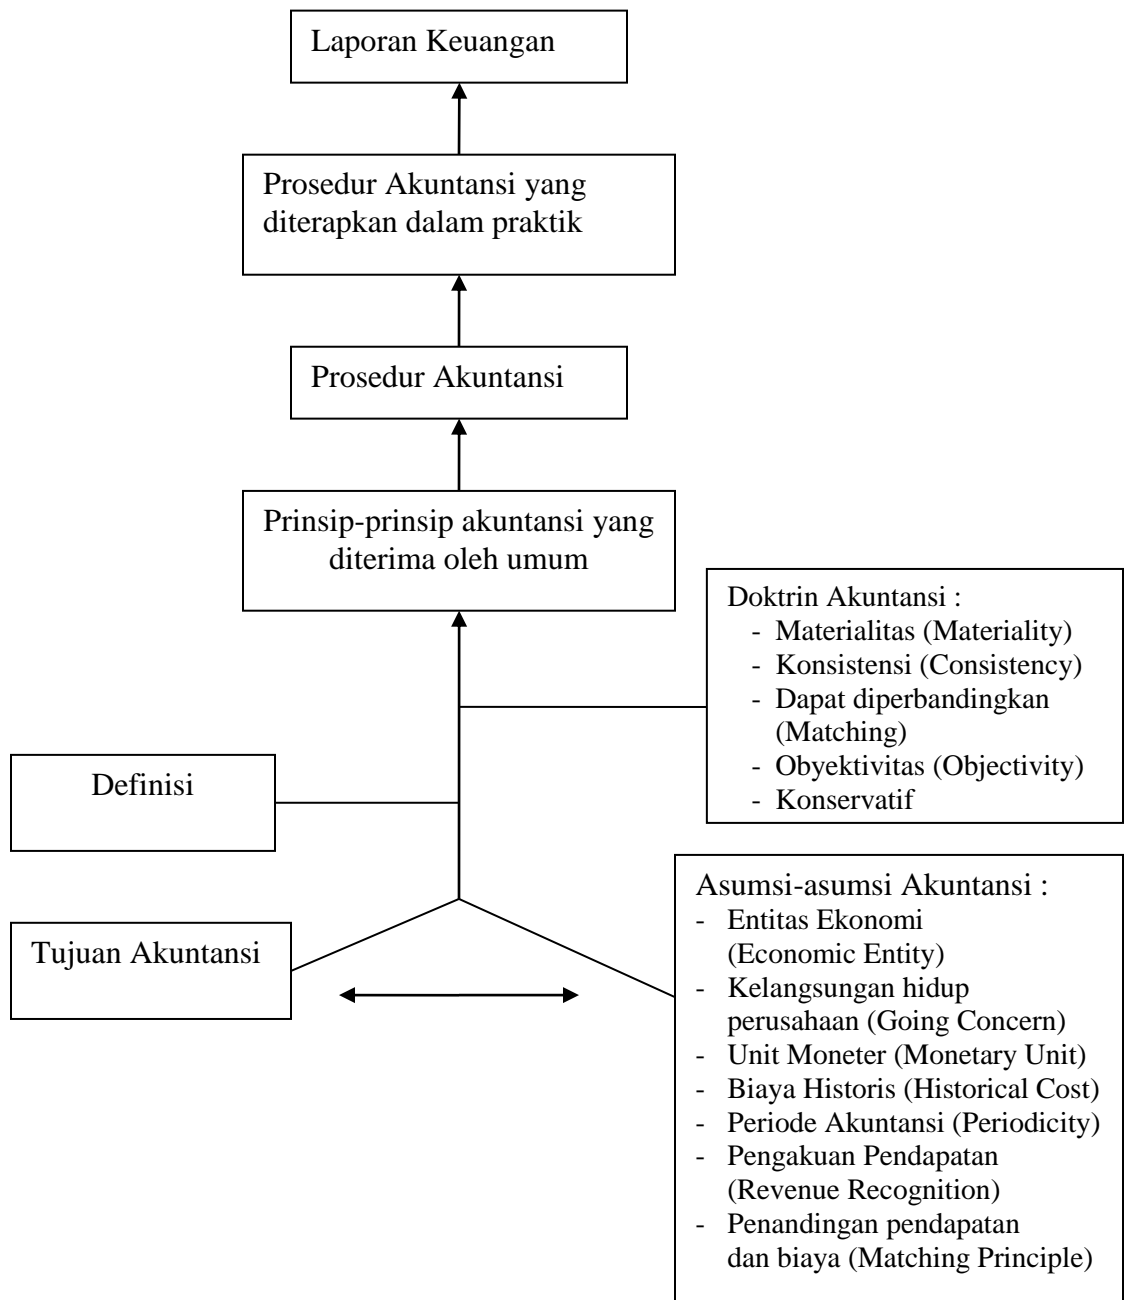 Laporan Keuangan
Prosedur Akuntansi yang
diterapkan dalam praktik
Prosedur Akuntansi
Prinsip-prinsip akuntansi yang
diterima oleh umum
Doktrin Akuntansi :
- Materialitas (Materiality)
- Konsistensi (Consistency)
- Dapat diperbandingkan
(Matching)
- Obyektivitas (Objectivity)
- Konservatif
Definisi
Tujuan Akuntansi
Asumsi-asumsi Akuntansi :
- Entitas Ekonomi
(Economic Entity)
- Kelangsungan hidup
perusahaan (Going Concern)
- Unit Moneter (Monetary Unit)
- Biaya Historis (Historical Cost)
- Periode Akuntansi (Periodicity)
- Pengakuan Pendapatan
(Revenue Recognition)
- Penandingan pendapatan
dan biaya (Matching Principle)